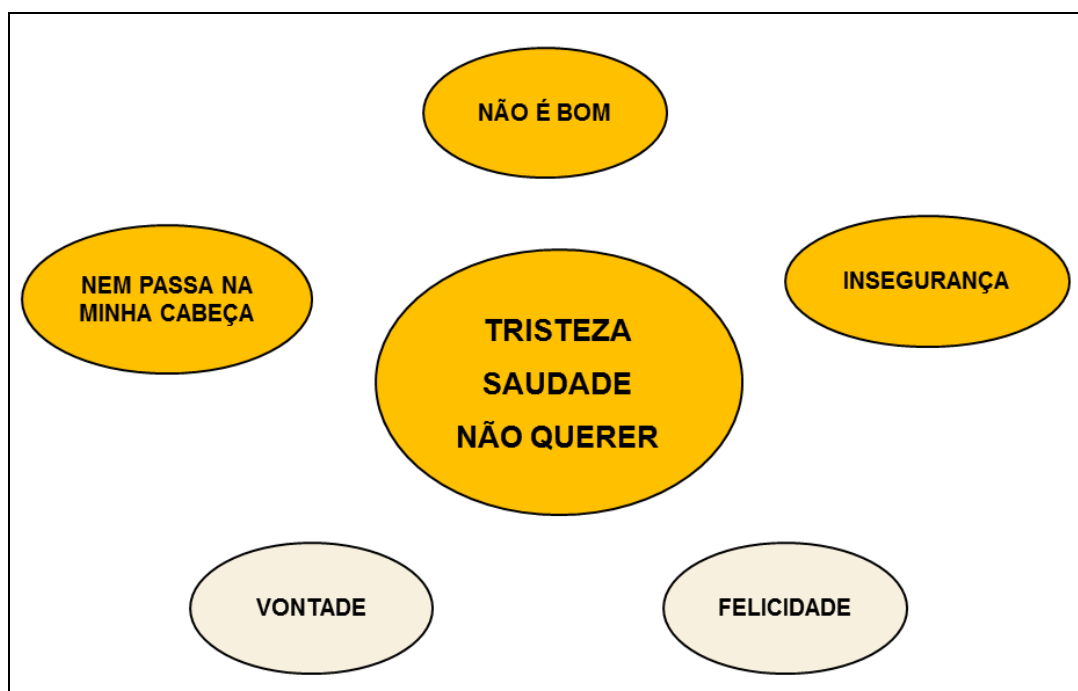 NÃO É BOM
NEM PASSA NA
MINHA CABEÇA
INSEGURANÇA
TRISTEZA
SAUDADE
NÃO QUERER
VONTADE
FELICIDADE